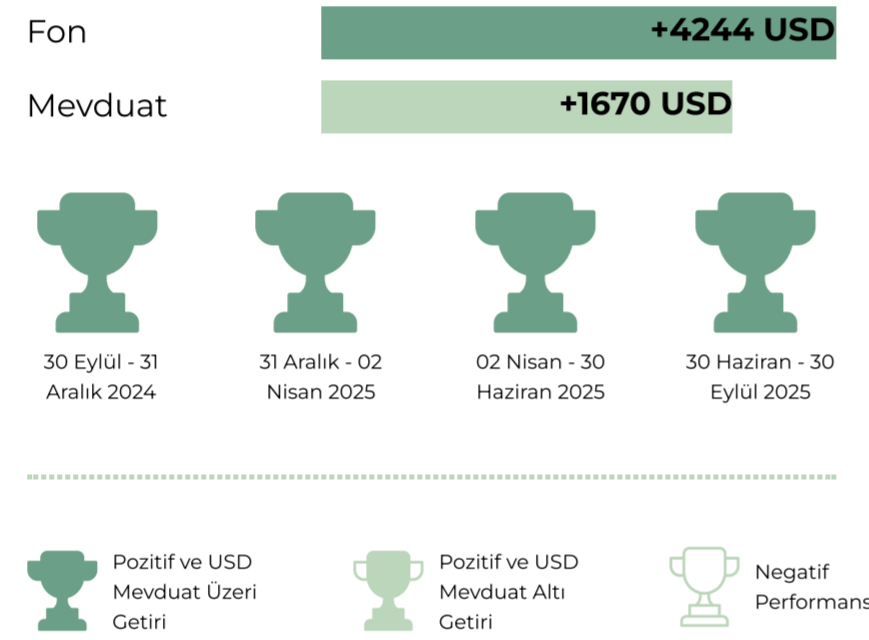 Fon
+4244 USD
Mevduat
+1670 USD
30 Eylül - 31
Aralık 2024
31 Aralık - 02
Nisan 2025
02 Nisan - 30
Haziran 2025
30 Haziran - 30
Eylül 2025
Pozitif ve USD
Mevduat Üzeri
Getiri
Pozitif ve USD
Mevduat Altı
Getiri
Negatif
Performans